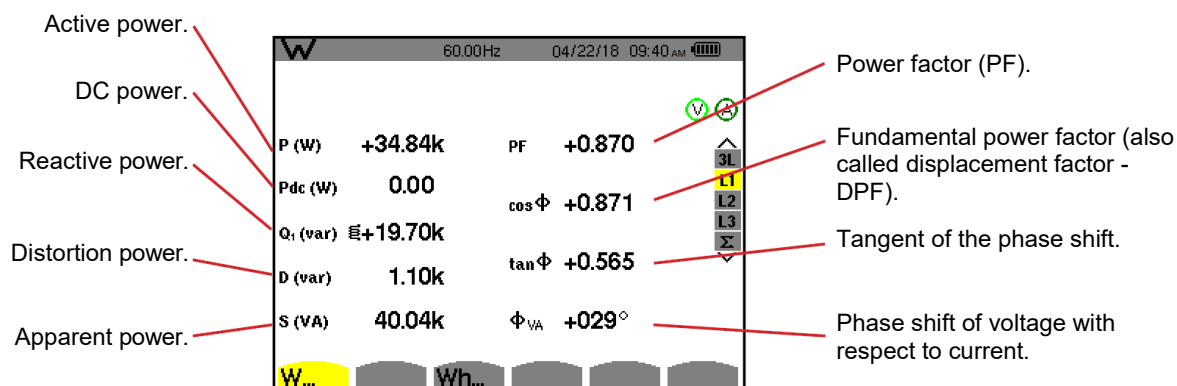 Active power.
DC power.
Reactive power.
Distortion power.
Apparent power.
W 60.00Hz 04/22/18 09:40 AM
V A
P (W) +34.84k PF +0.870
Pdc (W) 0.00
cos Φ +0.871
Q₁ (var) +19.70k
tan Φ +0.565
D (var) 1.10k
S (VA) 40.04k ΦVA +029°
3L
L1
L2
L3
Σ
W... Wh...
Power factor (PF).
Fundamental power factor (also
called displacement factor -
DPF).
Tangent of the phase shift.
Phase shift of voltage with
respect to current.